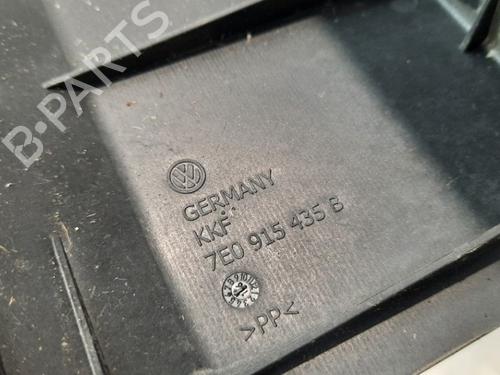 B-PARTS
GERMANY
KKF
7E0 915 435 B
>PP<